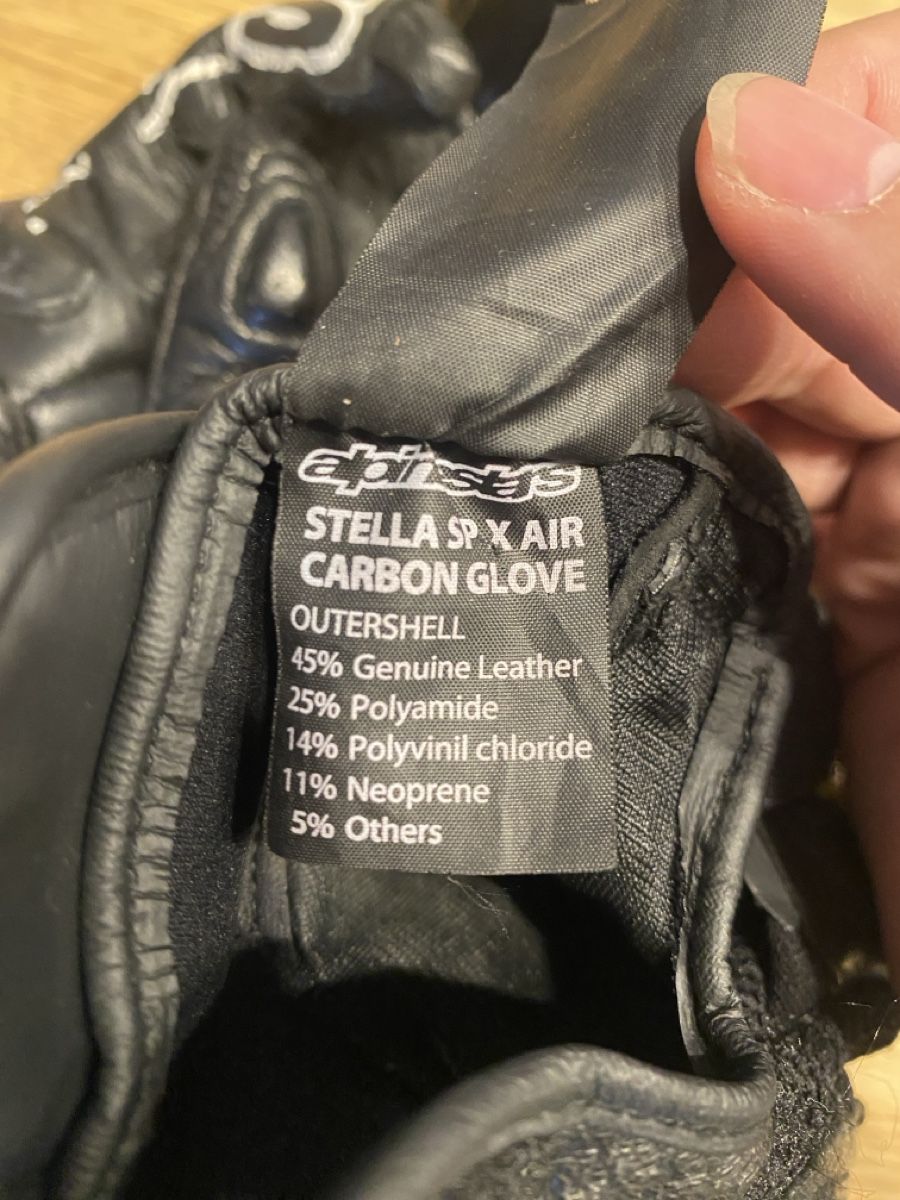 alpinestars
STELLA SP X AIR
CARBON GLOVE
OUTERSHELL
45% Genuine Leather
25% Polyamide
14% Polyvinil chloride
11% Neoprene
5% Others